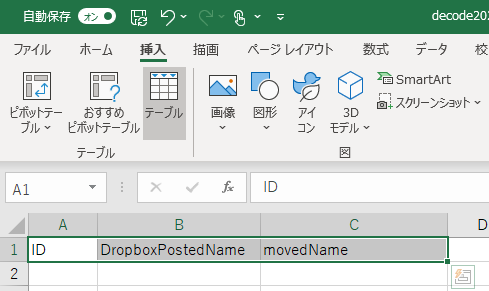 自動保存 オン decode20
ファイル ホーム 挿入 描画 ページ レイアウト 数式 データ
ピボットテーブル おすすめピボットテーブル テーブル 画像 図形 アイコン 3Dモデル SmartArt
スクリーンショット
テーブル 図
A1 fx ID
A B C D
1 ID DropboxPostedName movedName
2